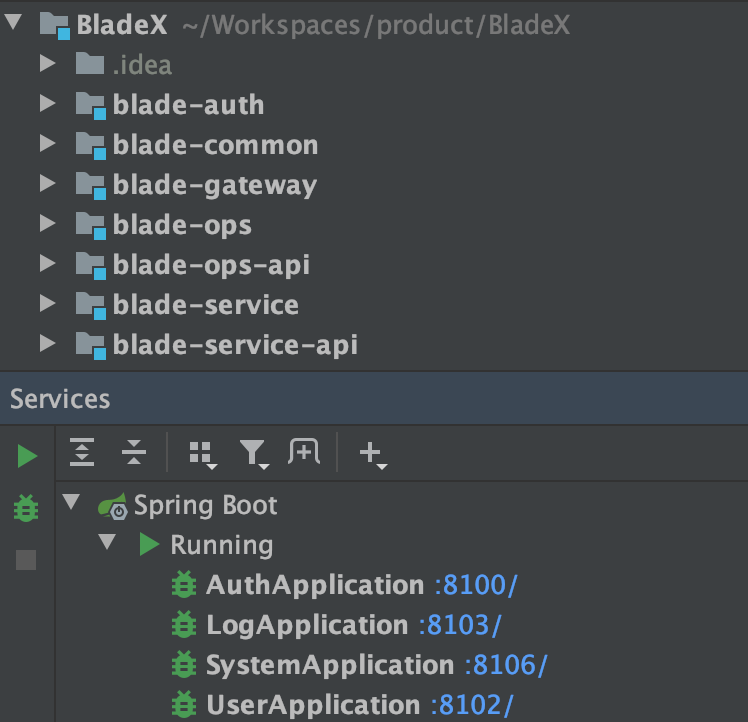 BladeX ~/Workspaces/product/BladeX
.idea
blade-auth
blade-common
blade-gateway
blade-ops
blade-ops-api
blade-service
blade-service-api
Services
Spring Boot
Running
AuthApplication :8100/
LogApplication :8103/
SystemApplication :8106/
UserApplication :8102/